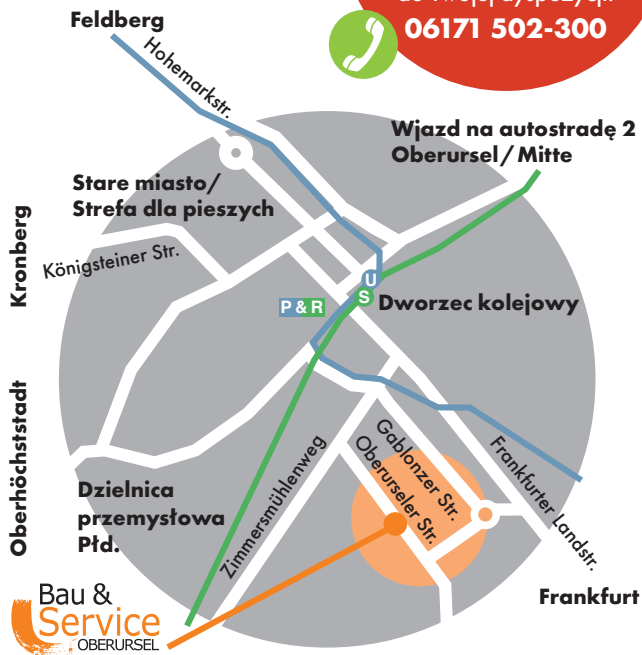 06171 502-300
Feldberg
Hohemarkstr.
Wjazd na autostradę 2
Oberursel/Mitte
Stare miasto/
Strefa dla pieszych
Kronberg
Königsteiner Str.
U
S
P & R
Dworzec kolejowy
Oberhöchststadt
Dzielnica
przemysłowa
Płd.
Zimmersmühlenweg
Gablonzer Str.
Oberurseler Str.
Frankfurter Landstr.
Frankfurt
Bau &
Service
OBERURSEL